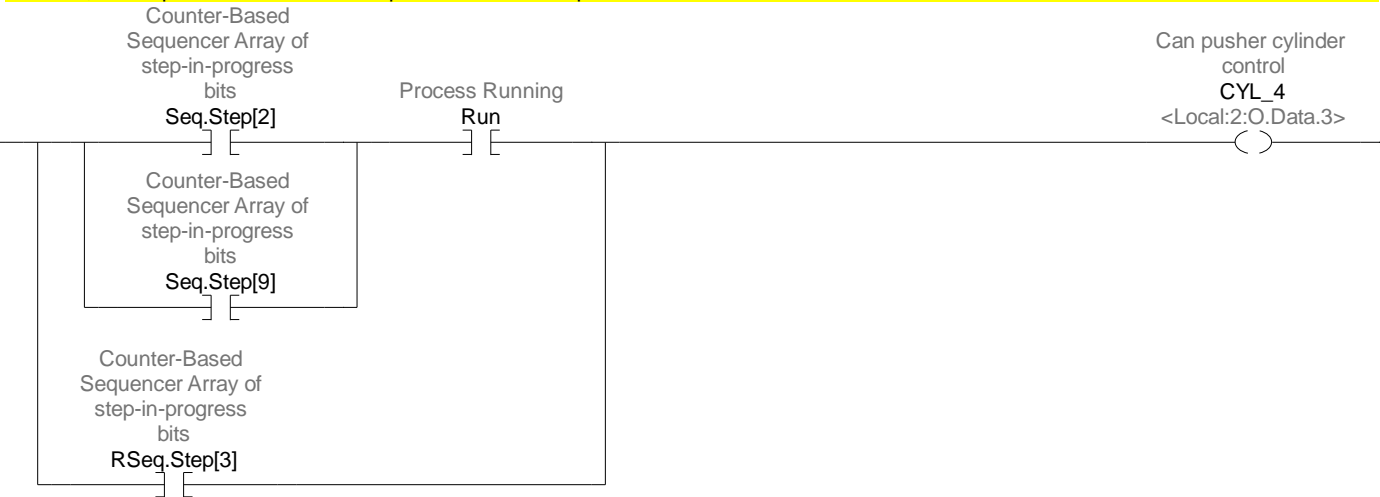 Counter-Based
Sequencer Array of
step-in-progress
bits
Seq.Step[2]
Process Running
Run
Can pusher cylinder
control
CYL_4
<Local:2:O.Data.3>
Counter-Based
Sequencer Array of
step-in-progress
bits
Seq.Step[9]
Counter-Based
Sequencer Array of
step-in-progress
bits
RSeq.Step[3]